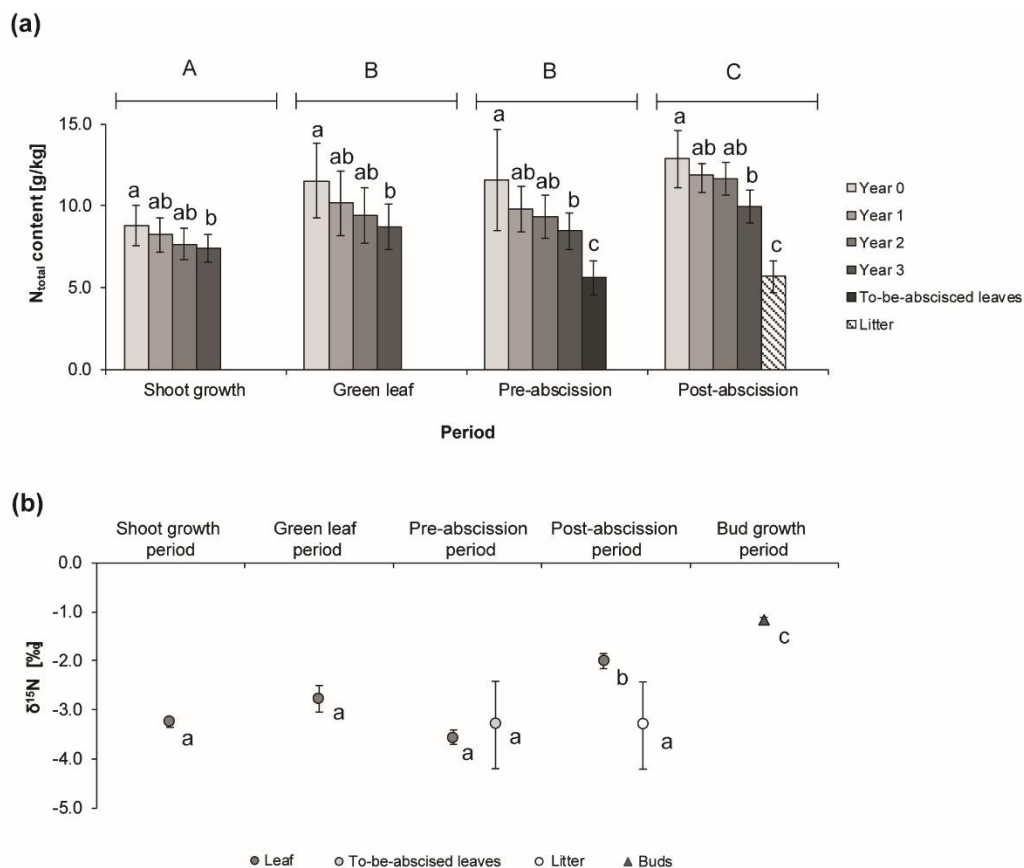 (a)
A B B C
15.0
10.0
5.0
0.0
N_total content [g/kg]
a ab ab b
a ab ab b
a ab ab b c
a ab ab b c
Shoot growth Green leaf Pre-abscission Post-abscission
Period
Year 0
Year 1
Year 2
Year 3
To-be-abscisced leaves
Litter
(b)
Shoot growth period
Green leaf period
Pre-abscission period
Post-abscission period
Bud growth period
0.0
-1.0
-2.0
-3.0
-4.0
-5.0
δ¹⁵N [‰]
a
a
a
a
b
a
c
Leaf To-be-abscised leaves Litter Buds